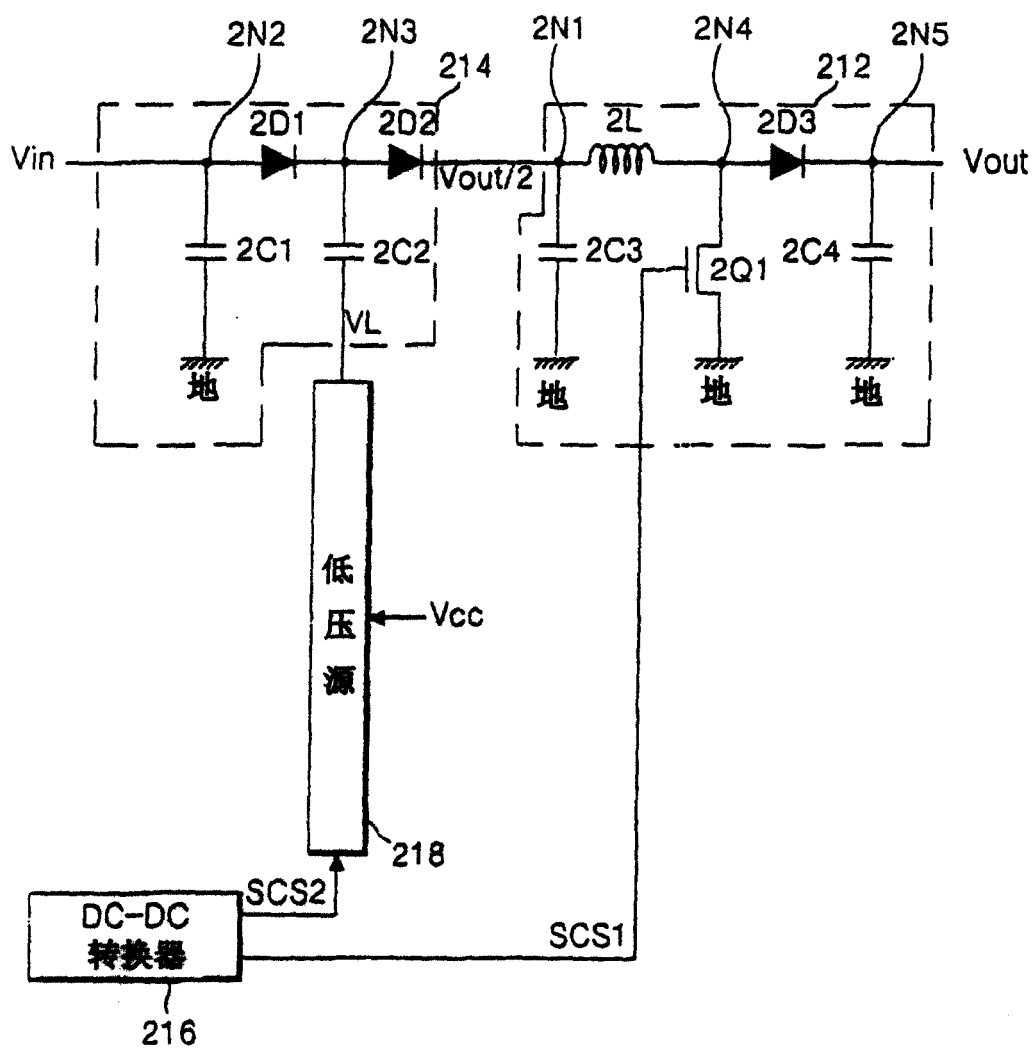 2N2 2N3 2N1 2N4 2N5
214 212
2D1 2D2 2L 2D3
Vin Vout/2 Vout
2C1 2C2 2C3 2Q1 2C4
VL
地 地 地 地
低压源
Vcc
218
SCS2
DC-DC
转换器
SCS1
216